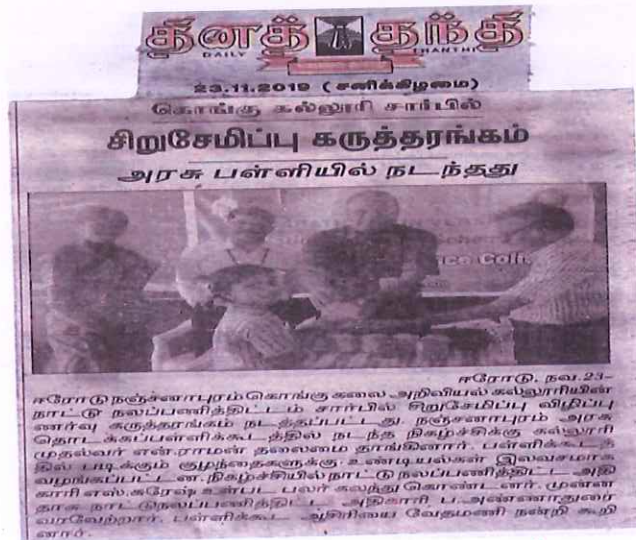 தினத் தந்தி
DAILY THANTHI
23.11.2019 (சனிக்கிழமை)
கொங்கு கல்லூரி சார்பில்
சிறுசேமிப்பு கருத்தரங்கம்
அரசு பள்ளியில் நடந்தது
ஈரோடு, நவ.23-
ஈரோடு நஞ்சனாபுரம் கொங்கு கலை அறிவியல் கல்லூரியின்
நாட்டு நலப்பணித்திட்டம் சார்பில் சிறுசேமிப்பு விழிப்பு
ணர்வு கருத்தரங்கம் நடத்தப்பட்டது. நஞ்சனாபுரம் அரசு
தொடக்கப்பள்ளிக்கூடத்தில் நடந்த நிகழ்ச்சிக்கு கல்லூரி
முதல்வர் என்.ராமன் தலைமை தாங்கினார். பள்ளிக்கூடத்
தில் படிக்கும் குழந்தைகளுக்கு உண்டியல்கள் இலவசமாக
வழங்கப்பட்டன. நிகழ்ச்சியில் நாட்டு நலப்பணித்திட்ட அதி
காரி எஸ்.சுரேஷ் உள்பட பலர் கலந்து கொண்டனர். முன்ன
தாக நாட்டுநலப்பணித்திட்ட அதிகாரி ப.அண்ணாதுரை
வரவேற்றார். பள்ளிக்கூட ஆசிரியை வேதமணி நன்றி கூறி
னார்.